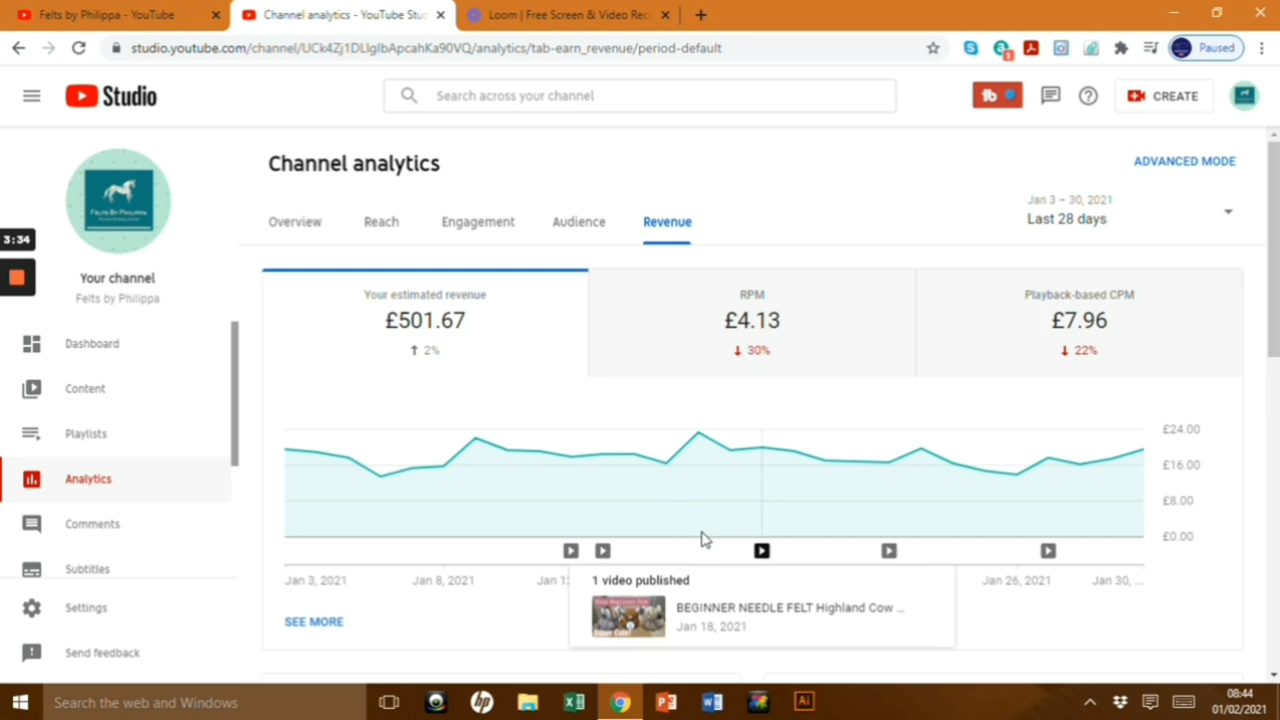 Felts by Philippa - YouTube
Channel analytics - YouTube Stu
Loom | Free Screen & Video Rec
studio.youtube.com/channel/UCk4Zj1DLlgIbApcahKa90VQ/analytics/tab-earn_revenue/period-default
Paused
Studio
Search across your channel
CREATE
FELTS BY PHILIPPA
Channel analytics
ADVANCED MODE
Overview
Reach
Engagement
Audience
Revenue
Jan 3 – 30, 2021
Last 28 days
3:34
Your channel
Felts by Philippa
Dashboard
Content
Playlists
Analytics
Comments
Subtitles
Settings
Send feedback
Your estimated revenue
£501.67
2%
RPM
£4.13
30%
Playback-based CPM
£7.96
22%
£24.00
£16.00
£8.00
£0.00
Jan 3, 2021
Jan 8, 2021
Jan 1
Jan 26, 2021
Jan 30, ...
1 video published
BEGINNER NEEDLE FELT Highland Cow ...
Jan 18, 2021
SEE MORE
Search the web and Windows
08:44
01/02/2021